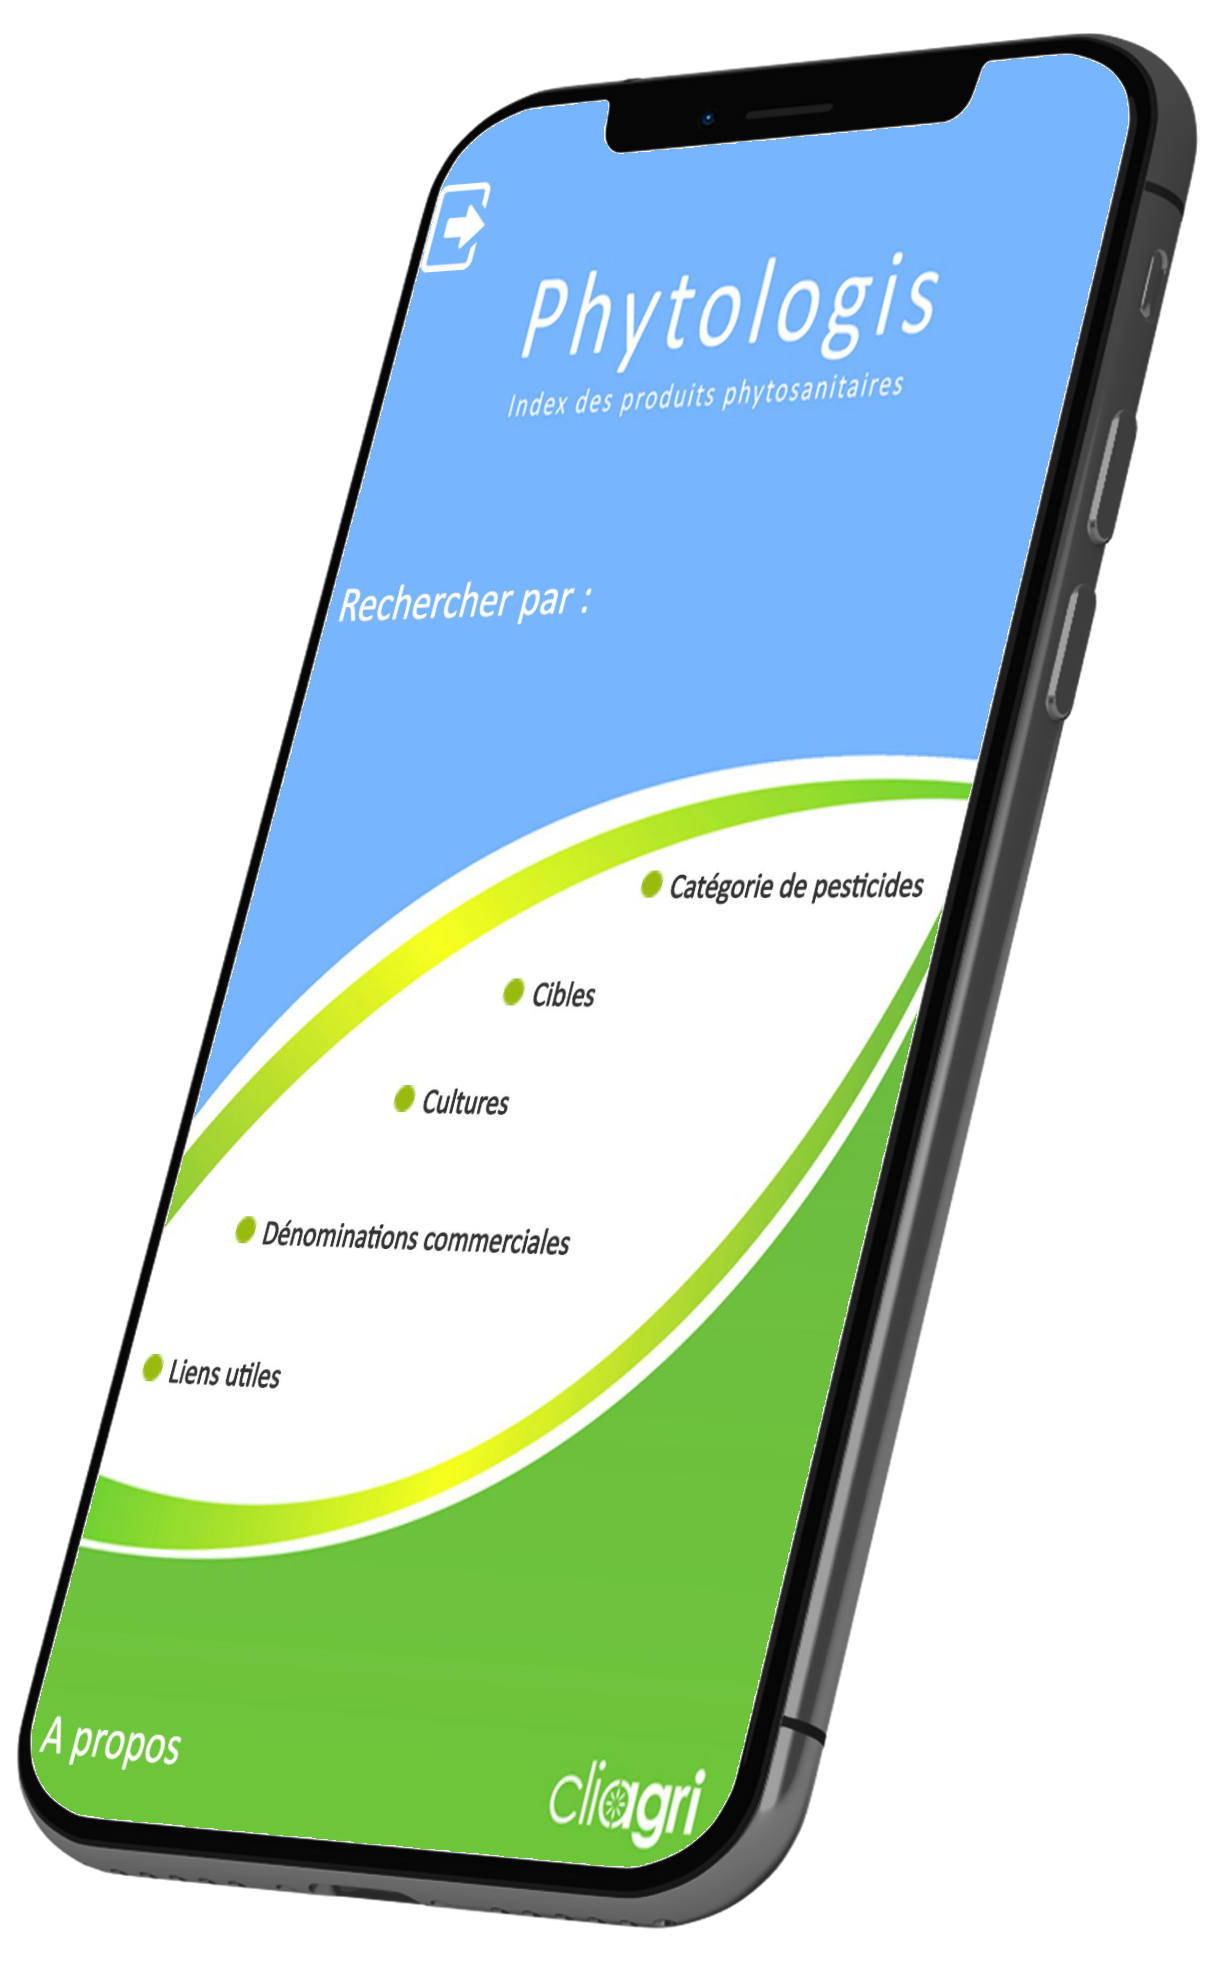 Phytologis
Index des produits phytosanitaires
Rechercher par :
Catégorie de pesticides
Cibles
Cultures
Dénominations commerciales
Liens utiles
A propos
cliagri